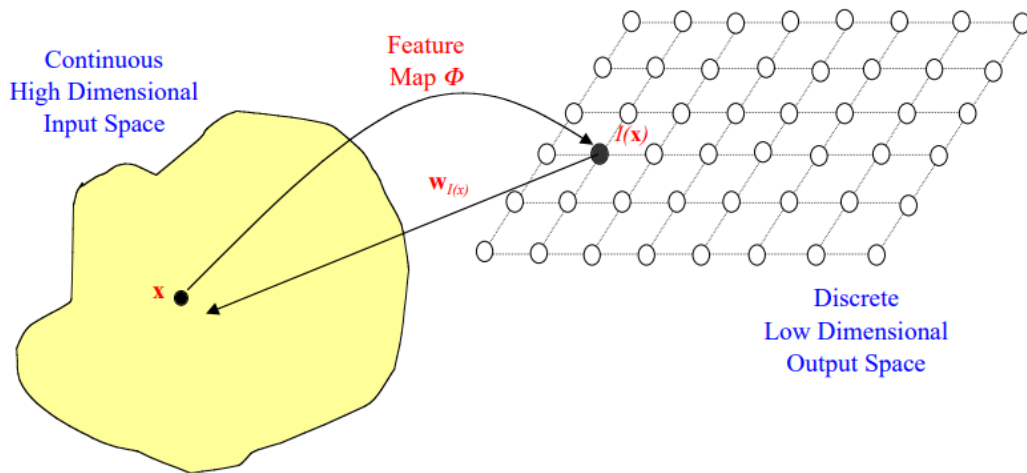 Continuous
High Dimensional
Input Space
Feature
Map Φ
I(x)
w_I(x)
x
Discrete
Low Dimensional
Output Space